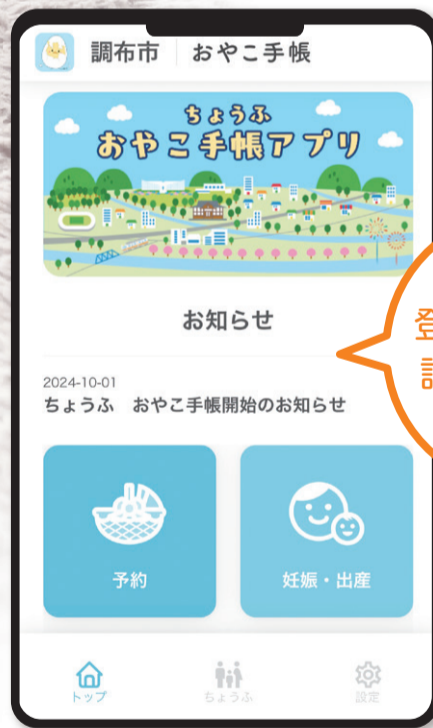 調布市 おやこ手帳
ちょうふ
おやこ手帳アプリ
お知らせ
2024-10-01
ちょうふ おやこ手帳開始のお知らせ
予約
妊娠・出産
トップ
ちょうふ
設定